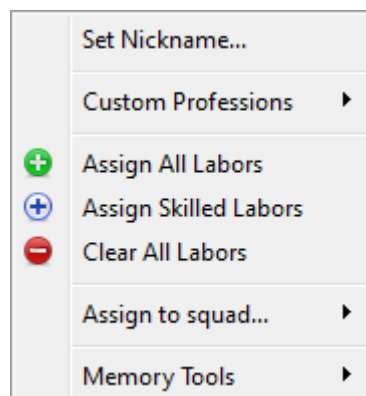 Set Nickname...
Custom Professions
Assign All Labors
Assign Skilled Labors
Clear All Labors
Assign to squad...
Memory Tools